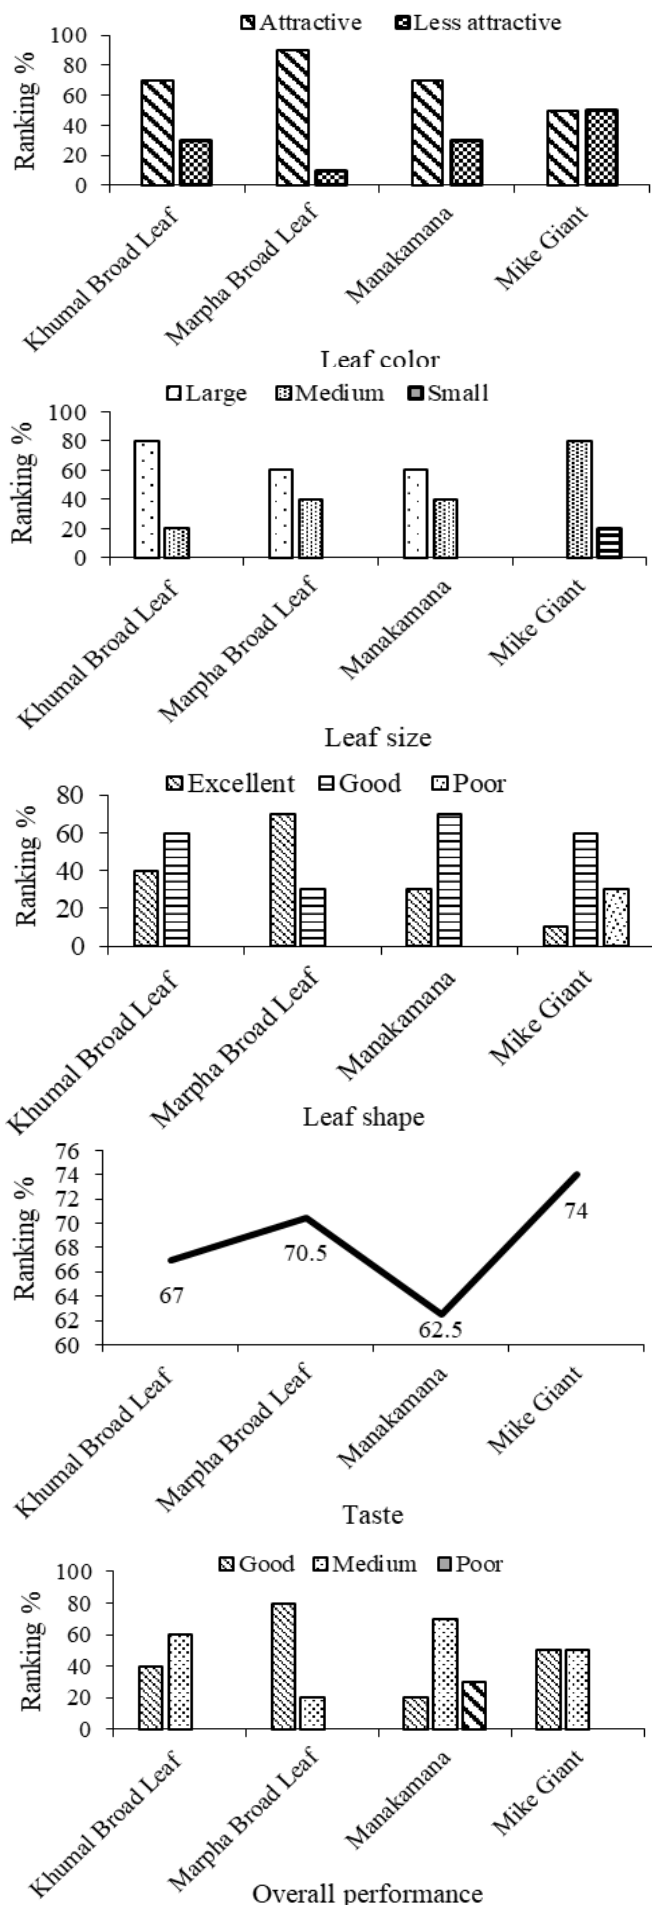 Attractive Less attractive
Ranking %
100
80
60
40
20
0
Khumal Broad Leaf
Marpha Broad Leaf
Manakamana
Mike Giant
Leaf color
Large Medium Small
Ranking %
100
80
60
40
20
0
Khumal Broad Leaf
Marpha Broad Leaf
Manakamana
Mike Giant
Leaf size
Excellent Good Poor
Ranking %
80
60
40
20
0
Khumal Broad Leaf
Marpha Broad Leaf
Manakamana
Mike Giant
Leaf shape
Ranking %
76
74
72
70
68
66
64
62
60
67
70.5
62.5
74
Khumal Broad Leaf
Marpha Broad Leaf
Manakamana
Mike Giant
Taste
Good Medium Poor
Ranking %
100
80
60
40
20
0
Khumal Broad Leaf
Marpha Broad Leaf
Manakamana
Mike Giant
Overall performance